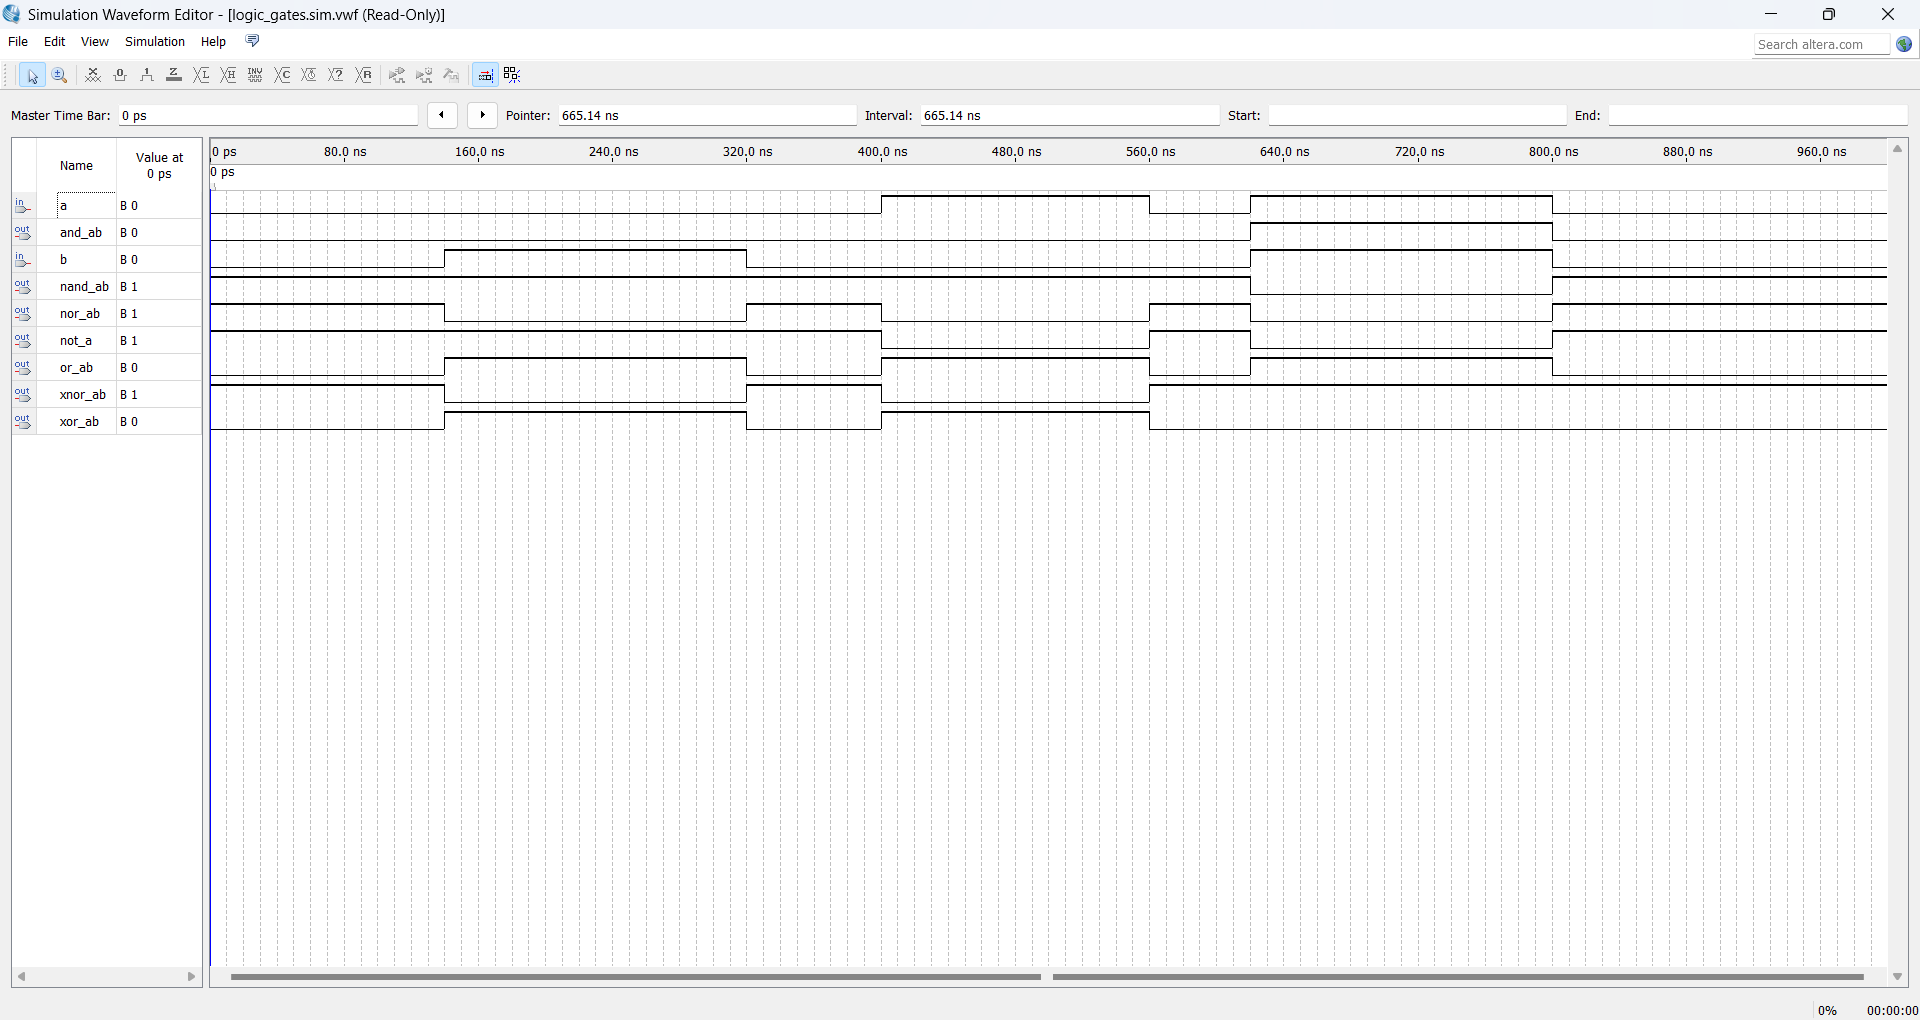 Simulation Waveform Editor - [logic_gates.sim.vwf (Read-Only)]
File Edit View Simulation Help
Search altera.com
Master Time Bar: 0 ps Pointer: 665.14 ns Interval: 665.14 ns Start: End:
Name Value at 0 ps
0 ps 80.0 ns 160.0 ns 240.0 ns 320.0 ns 400.0 ns 480.0 ns 560.0 ns 640.0 ns 720.0 ns 800.0 ns 880.0 ns 960.0 ns
0 ps
in a B 0
out and_ab B 0
in b B 0
out nand_ab B 1
out nor_ab B 1
out not_a B 1
out or_ab B 0
out xnor_ab B 1
out xor_ab B 0
0% 00:00:00